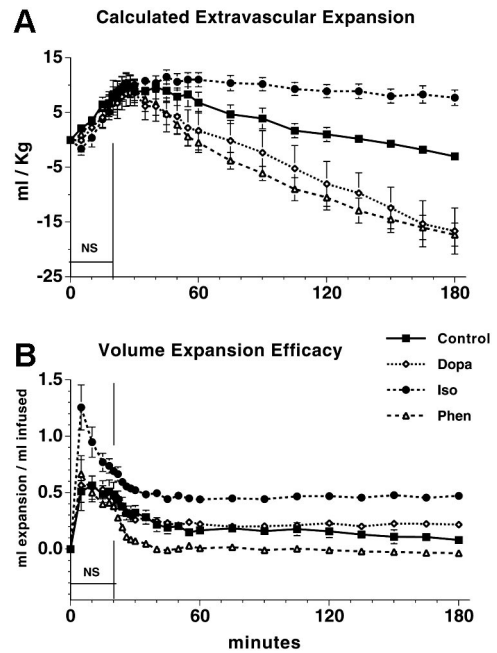 A
Calculated Extravascular Expansion
ml / Kg
15
5
-5
-15
-25
NS
0
60
120
180
B
Volume Expansion Efficacy
Control
Dopa
Iso
Phen
ml expansion / ml infused
1.5
1.0
0.5
0.0
NS
0
60
120
180
minutes